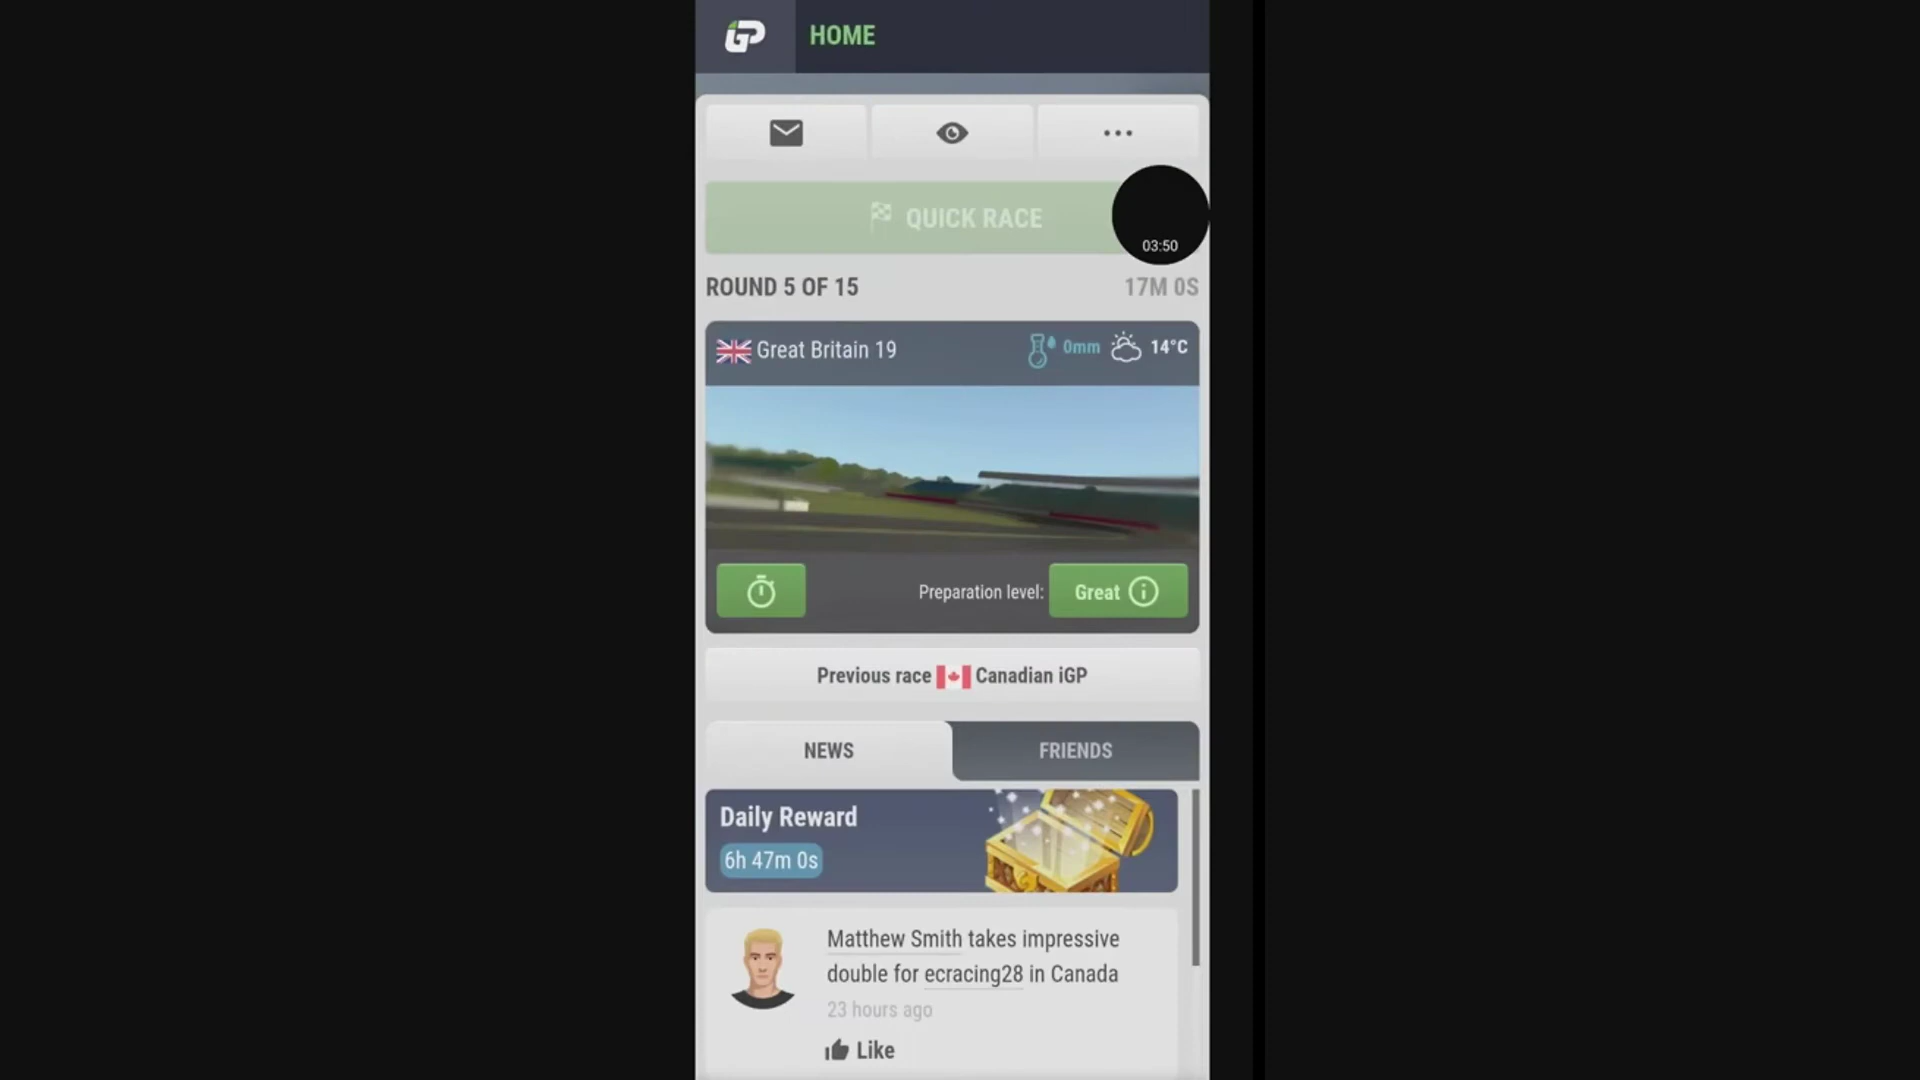 iGP
HOME
QUICK RACE
03:50
ROUND 5 OF 15
17M 0S
Great Britain 19
0mm
14°C
Preparation level:
Great
Previous race Canadian iGP
NEWS
FRIENDS
Daily Reward
6h 47m 0s
Matthew Smith takes impressive
double for ecracing28 in Canada
23 hours ago
Like